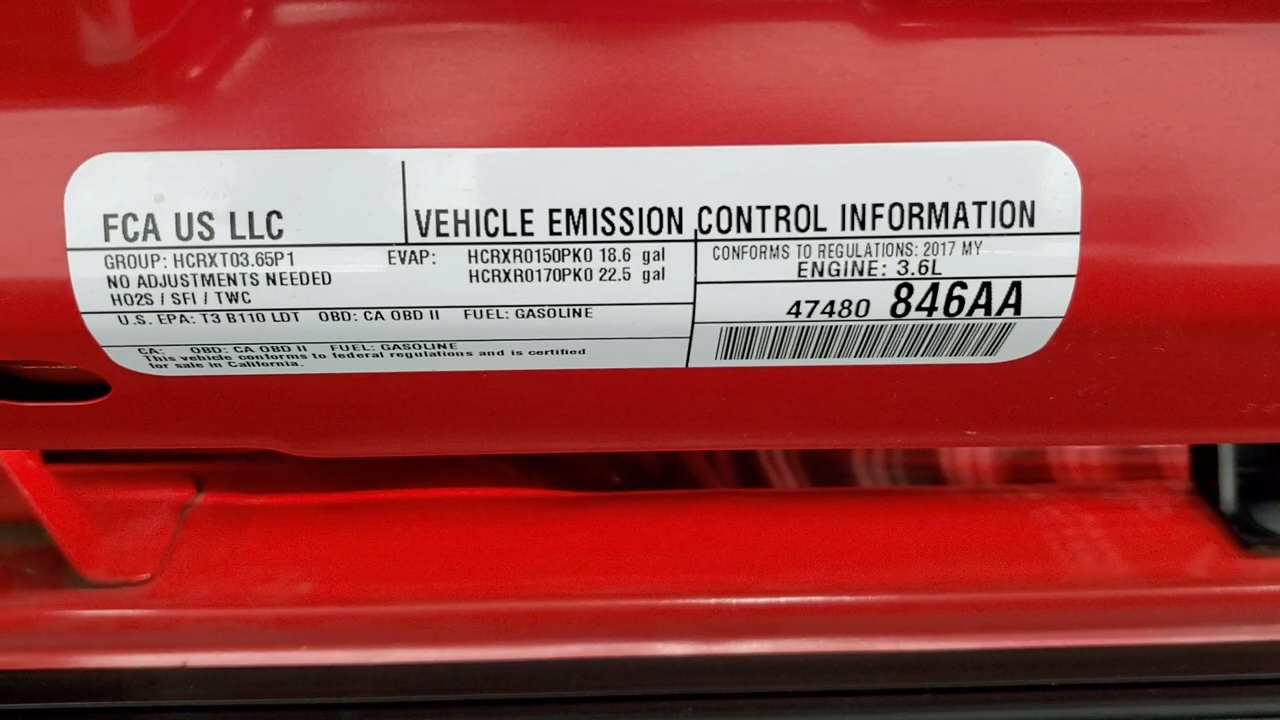 FCA US LLC
VEHICLE EMISSION CONTROL INFORMATION
GROUP: HCRXT03.65P1
NO ADJUSTMENTS NEEDED
HO2S / SFI / TWC
EVAP: HCRXR0150PK0 18.6 gal
HCRXR0170PK0 22.5 gal
CONFORMS TO REGULATIONS: 2017 MY
ENGINE: 3.6L
U.S. EPA: T3 B110 LDT OBD: CA OBD II FUEL: GASOLINE
47480 846AA
CA: OBD: CA OBD II FUEL: GASOLINE
This vehicle conforms to federal regulations and is certified
for sale in California.